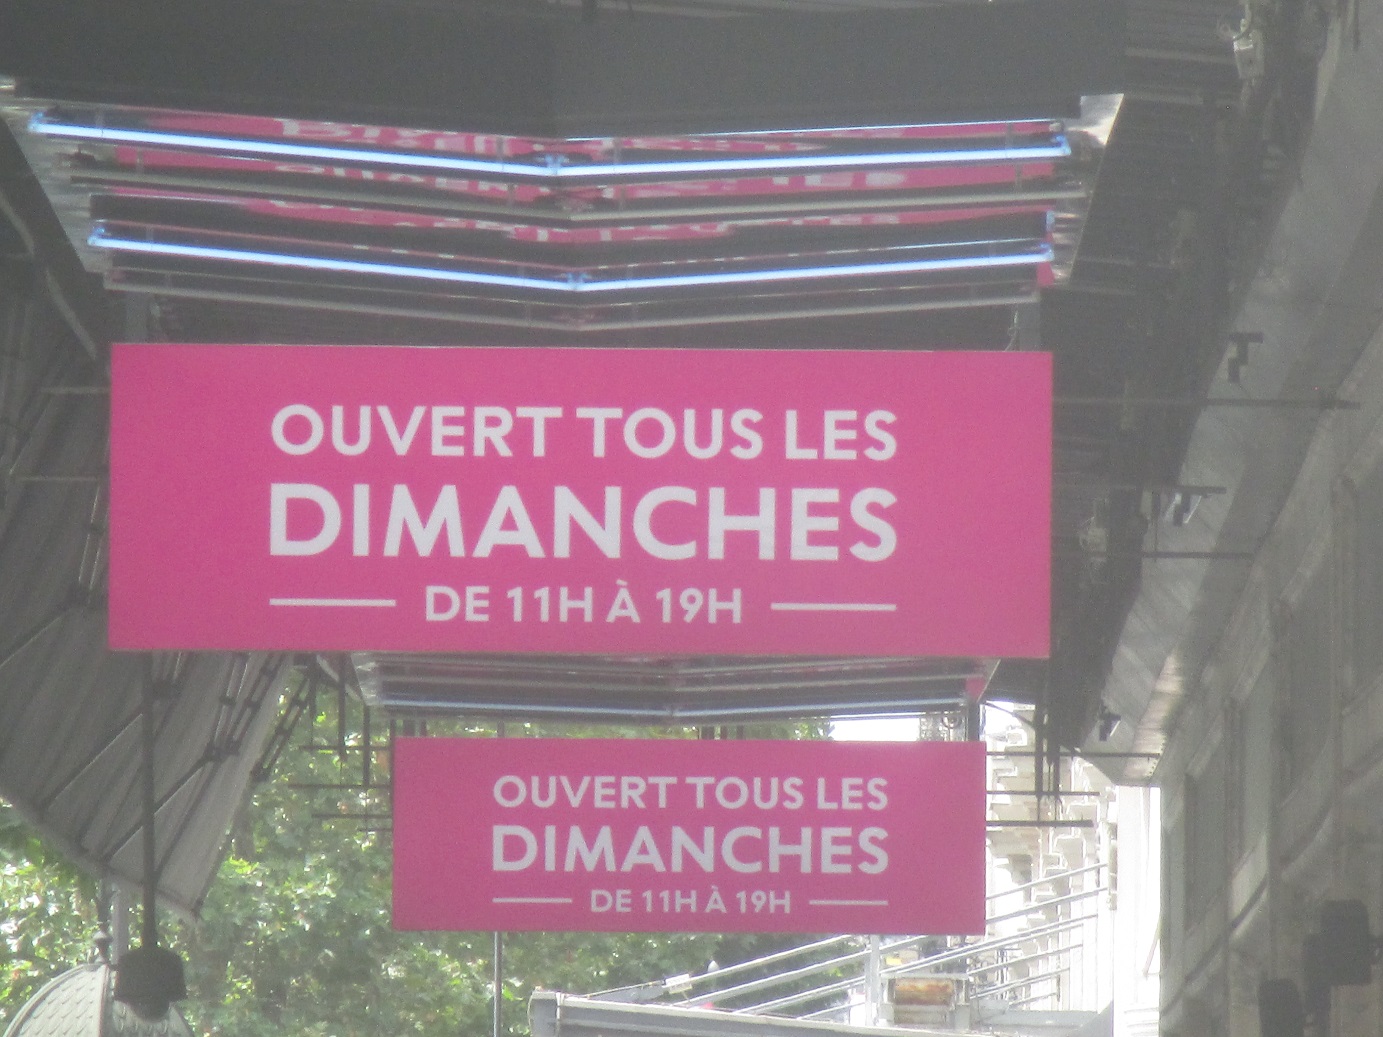 OUVERT TOUS LES
DIMANCHES
DE 11H À 19H
OUVERT TOUS LES
DIMANCHES
DE 11H À 19H